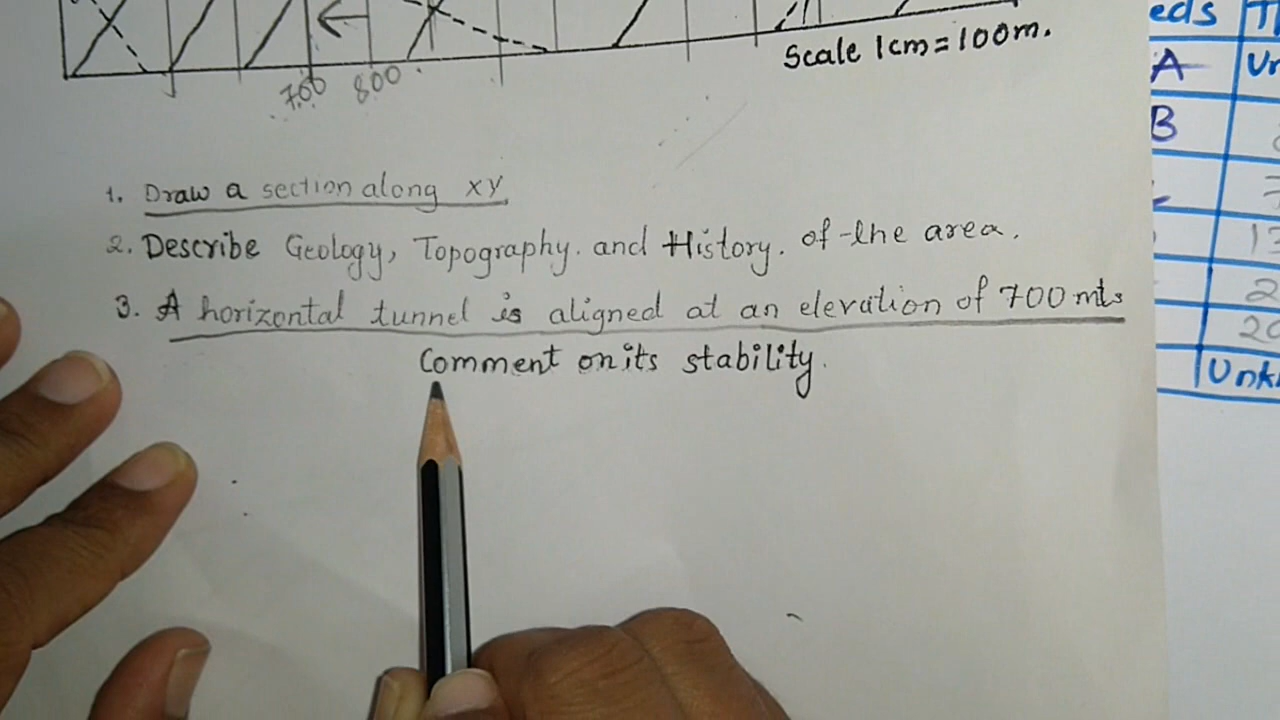 Scale 1cm = 100m.
700 800
1. Draw a section along XY
2. Describe Geology, Topography. and History. of the area.
3. A horizontal tunnel is aligned at an elevation of 700 mts
Comment on its stability.
eds
A
B